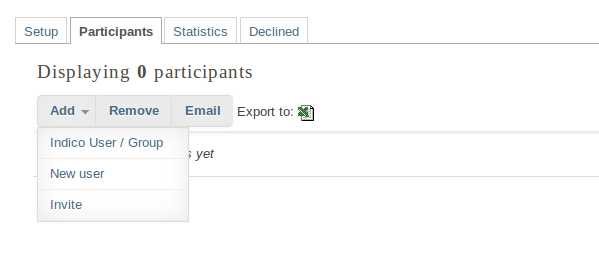 Setup Participants Statistics Declined
Displaying 0 participants
Add Remove Email Export to:
Indico User / Group
yet
New user
Invite